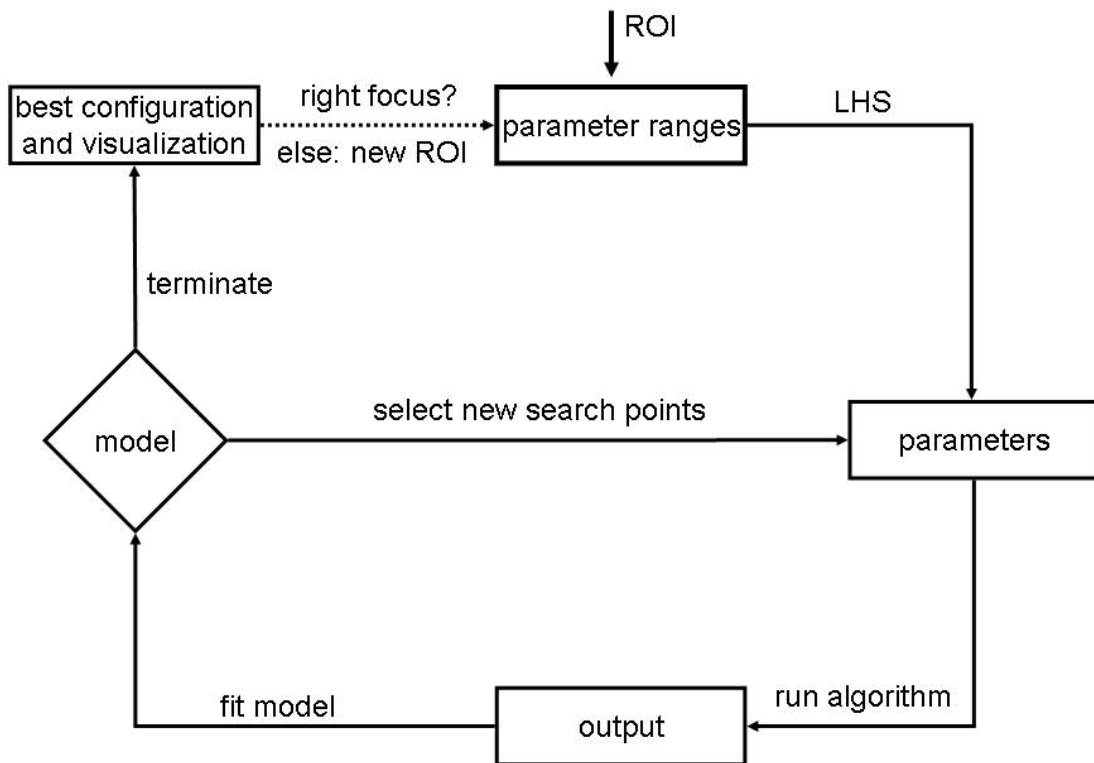 ROI
best configuration
and visualization
right focus?
else: new ROI
parameter ranges
LHS
terminate
model
select new search points
parameters
fit model
output
run algorithm